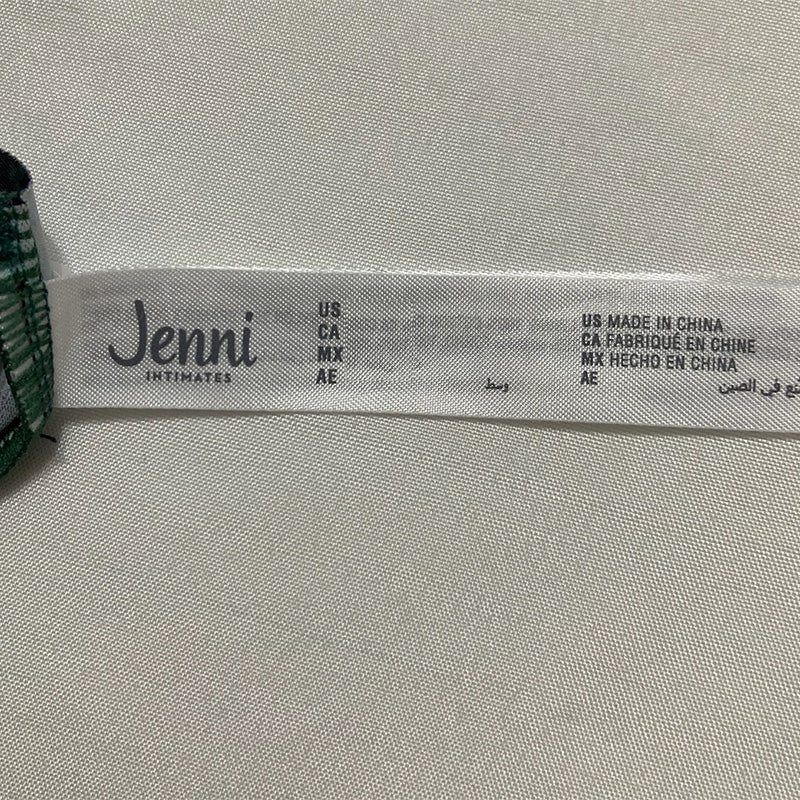 Jenni
INTIMATES
US
CA
MX
AE
وسط
US MADE IN CHINA
CA FABRIQUÉ EN CHINE
MX HECHO EN CHINA
AE
في الصين